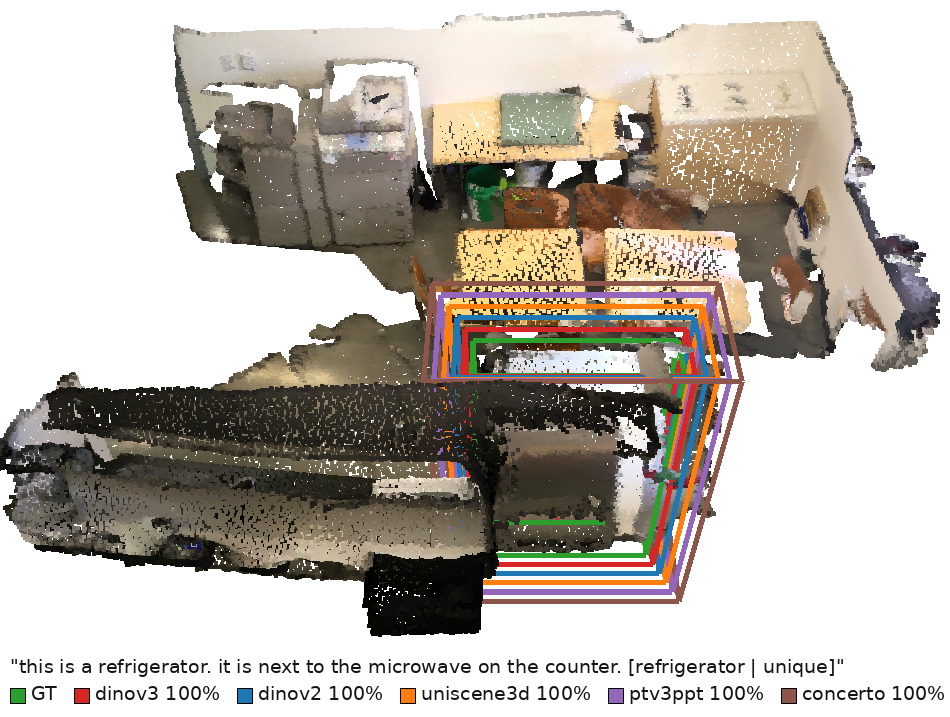 "this is a refrigerator. it is next to the microwave on the counter. [refrigerator | unique]"
GT dinov3 100% dinov2 100% uniscene3d 100% ptv3ppt 100% concerto 100%